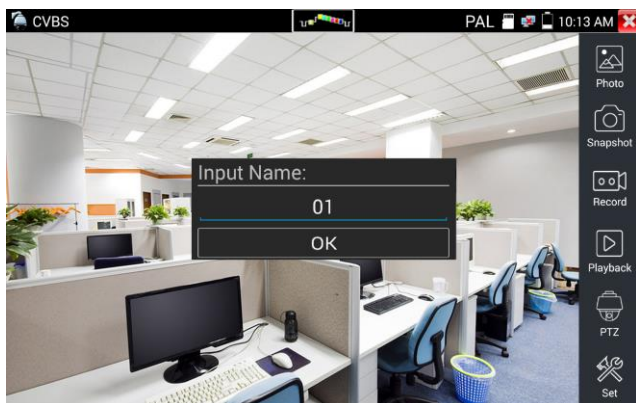 CVBS
PAL
10:13 AM
Input Name:
01
OK
Photo
Snapshot
Record
Playback
PTZ
Set